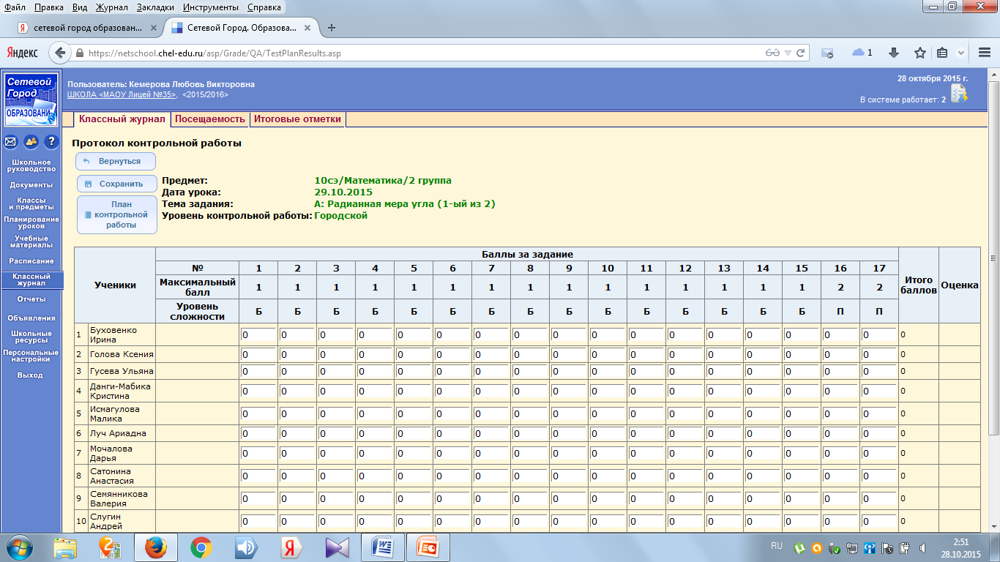 Файл Правка Вид Журнал Закладки Инструменты Справка
сетевой город образован... × Сетевой Город. Образова... × +
Яндекс https://netschool.chel-edu.ru/asp/Grade/QA/TestPlanResults.asp 1
Сетевой
Город
ОБРАЗОВАНИЕ
Пользователь: Кемерова Любовь Викторовна
ШКОЛА <МАОУ Лицей №35>, <2015/2016>
28 октября 2015 г.
В системе работает: 2
Классный журнал Посещаемость Итоговые отметки
?
Школьное
руководство
Документы
Классы
и предметы
Планирование
уроков
Учебные
материалы
Расписание
Классный
журнал
Отчеты
Объявления
Школьные
ресурсы
Персональные
настройки
Выход
Протокол контрольной работы
Вернуться
Сохранить
План
контрольной
работы
Предмет: 10сэ/Математика/2 группа
Дата урока: 29.10.2015
Тема задания: А: Радианная мера угла (1-ый из 2)
Уровень контрольной работы: Городской
Ученики
Баллы за задание
Итого
баллов
Оценка
№ 1 2 3 4 5 6 7 8 9 10 11 12 13 14 15 16 17
Максимальный
балл 1 1 1 1 1 1 1 1 1 1 1 1 1 1 1 2 2
Уровень
сложности Б Б Б Б Б Б Б Б Б Б Б Б Б Б Б П П
1 Буховенко
Ирина 0 0 0 0 0 0 0 0 0 0 0 0 0 0 0 0 0 0
2 Голова Ксения 0 0 0 0 0 0 0 0 0 0 0 0 0 0 0 0 0 0
3 Гусева Ульяна 0 0 0 0 0 0 0 0 0 0 0 0 0 0 0 0 0 0
4 Данги-Мабика
Кристина 0 0 0 0 0 0 0 0 0 0 0 0 0 0 0 0 0 0
5 Исмагулова
Малика 0 0 0 0 0 0 0 0 0 0 0 0 0 0 0 0 0 0
6 Луч Ариадна 0 0 0 0 0 0 0 0 0 0 0 0 0 0 0 0 0 0
7 Мочалова
Дарья 0 0 0 0 0 0 0 0 0 0 0 0 0 0 0 0 0 0
8 Сатонина
Анастасия 0 0 0 0 0 0 0 0 0 0 0 0 0 0 0 0 0 0
9 Семянникова
Валерия 0 0 0 0 0 0 0 0 0 0 0 0 0 0 0 0 0 0
10 Слугин
Андрей 0 0 0 0 0 0 0 0 0 0 0 0 0 0 0 0 0 0
RU
2:51
28.10.2015